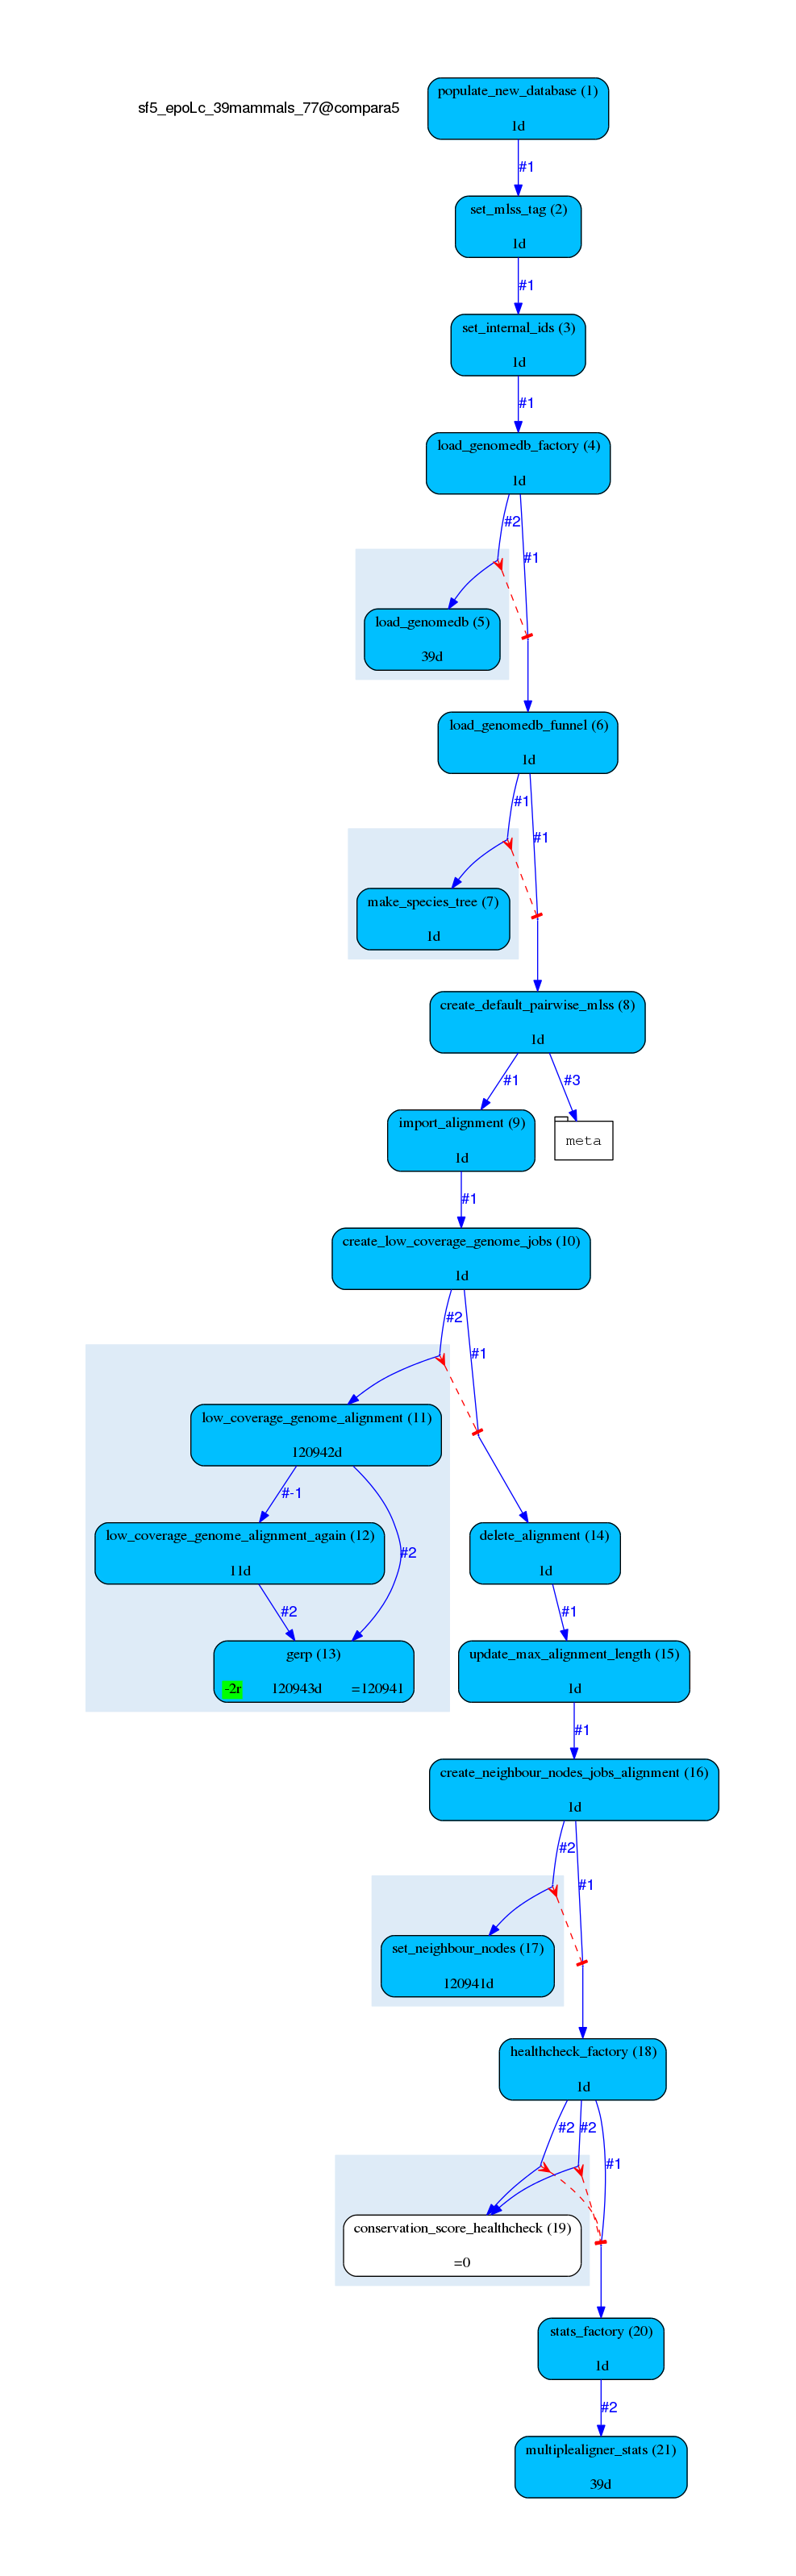 populate_new_database (1)
sf5_epoLc_39mammals_77@compara5
1d
#1
set_mlss_tag (2)
1d
#1
set_internal_ids (3)
1d
#1
load_genomedb_factory (4)
1d
#2
#1
load_genomedb (5)
39d
load_genomedb_funnel (6)
1d
#1
#1
make_species_tree (7)
1d
create_default_pairwise_mlss (8)
1d
#1 #3
import_alignment (9)
meta
1d
#1
create_low_coverage_genome_jobs (10)
1d
#2
#1
low_coverage_genome_alignment (11)
120942d
#-1
low_coverage_genome_alignment_again (12)
11d
#2
#2
gerp (13)
-2r 120943d =120941
delete_alignment (14)
1d
#1
update_max_alignment_length (15)
1d
#1
create_neighbour_nodes_jobs_alignment (16)
1d
#2
#1
set_neighbour_nodes (17)
120941d
healthcheck_factory (18)
1d
#2 #2
#1
conservation_score_healthcheck (19)
=0
stats_factory (20)
1d
#2
multiplealigner_stats (21)
39d